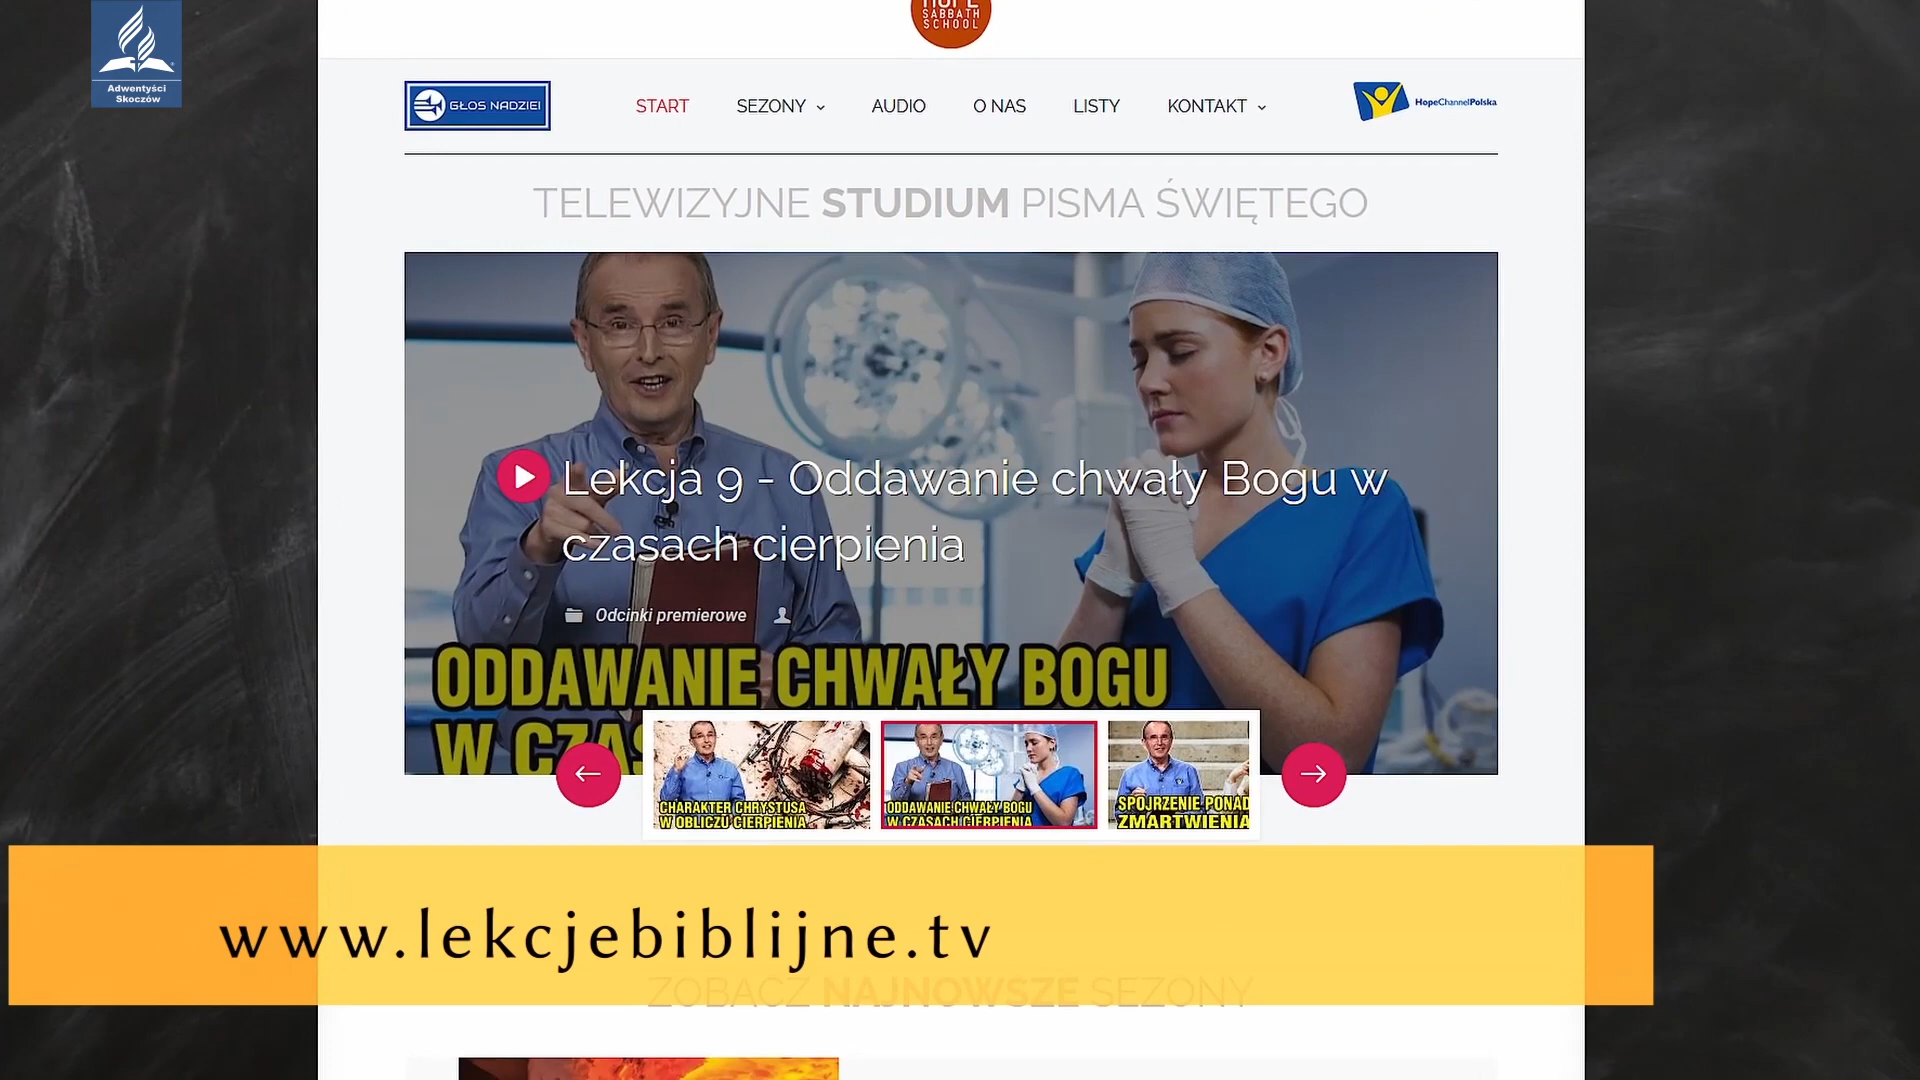 HOPE
SABBATH
SCHOOL
Adwentyści
Skoczów
GŁOS NADZIEI
START
SEZONY
AUDIO
O NAS
LISTY
KONTAKT
HopeChannelPolska
TELEWIZYJNE STUDIUM PISMA ŚWIĘTEGO
Lekcja 9 - Oddawanie chwały Bogu w
czasach cierpienia
Odcinki premierowe
ODDAWANIE CHWAŁY BOGU
W CZAS
CHARAKTER CHRYSTUSA
W OBLICZU CIERPIENIA
ODDAWANIE CHWAŁY BOGU
W CZASACH CIERPIENIA
SPOJRZENIE PONAD
ZMARTWIENIA
www.lekcjebiblijne.tv
ZOBACZ NAJNOWSZE SEZONY